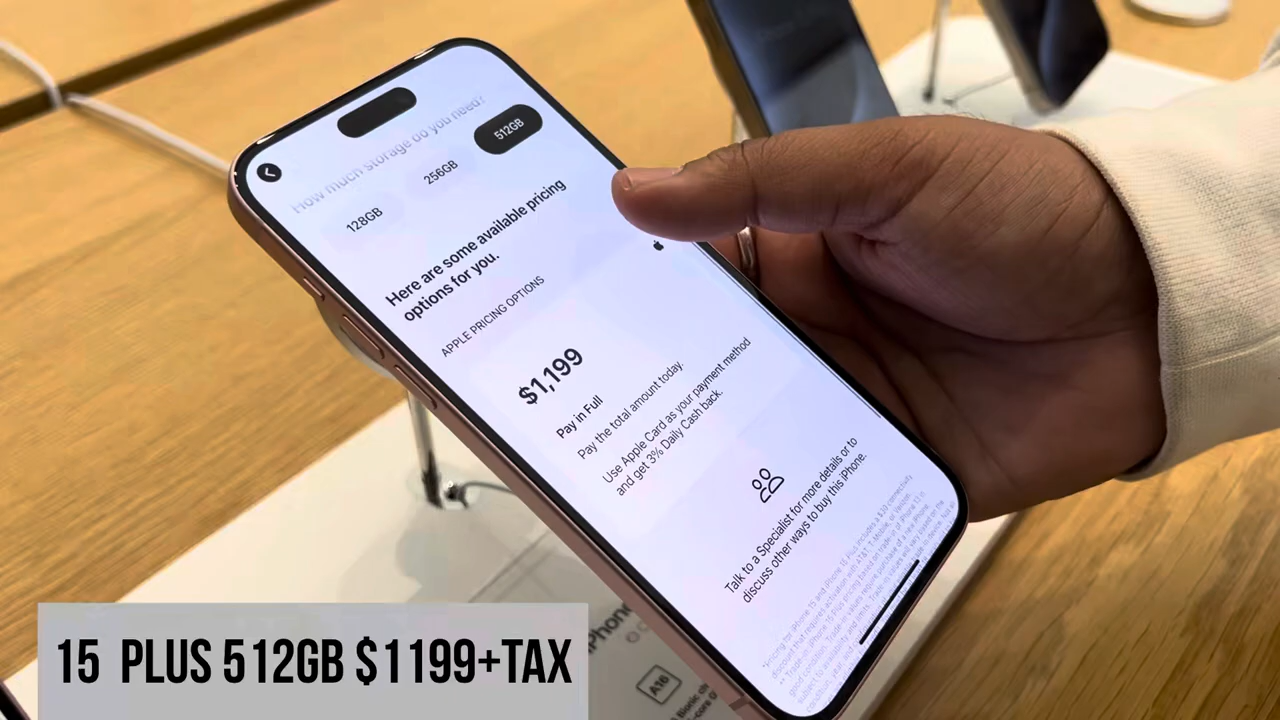 How much storage do you need?
128GB
256GB
512GB
Here are some available pricing
options for you.
APPLE PRICING OPTIONS
$1,199
Pay in Full
Pay the total amount today.
Use Apple Card as your payment method
and get 3% Daily Cash back.
Talk to a Specialist for more details or to
discuss other ways to buy this iPhone.
iPhone
A16
15 PLUS 512GB $1199+TAX